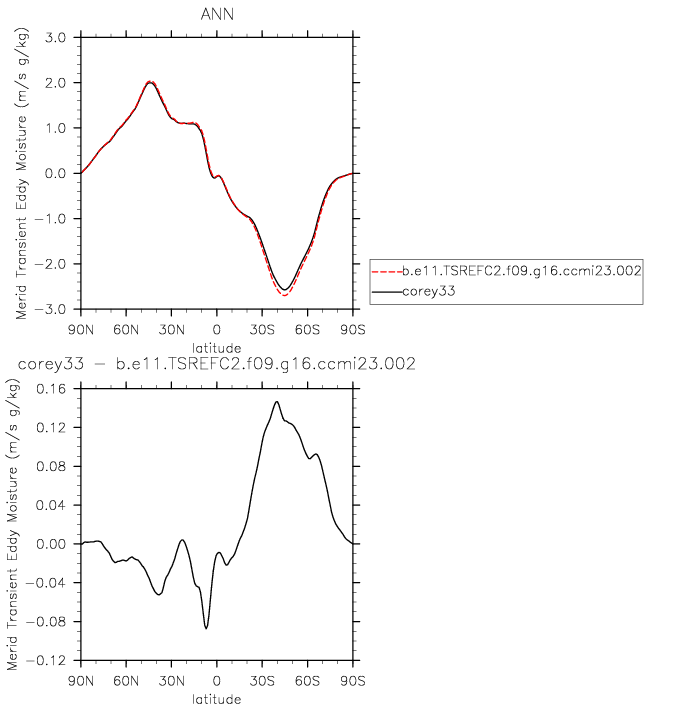 ANN
Merid Transient Eddy Moisture (m/s g/kg)
3.0
2.0
1.0
0.0
−1.0
−2.0
−3.0
90N 60N 30N 0 30S 60S 90S
latitude
b.e11.TSREFC2.f09.g16.ccmi23.002
corey33
corey33 − b.e11.TSREFC2.f09.g16.ccmi23.002
Merid Transient Eddy Moisture (m/s g/kg)
0.16
0.12
0.08
0.04
0.00
−0.04
−0.08
−0.12
90N 60N 30N 0 30S 60S 90S
latitude